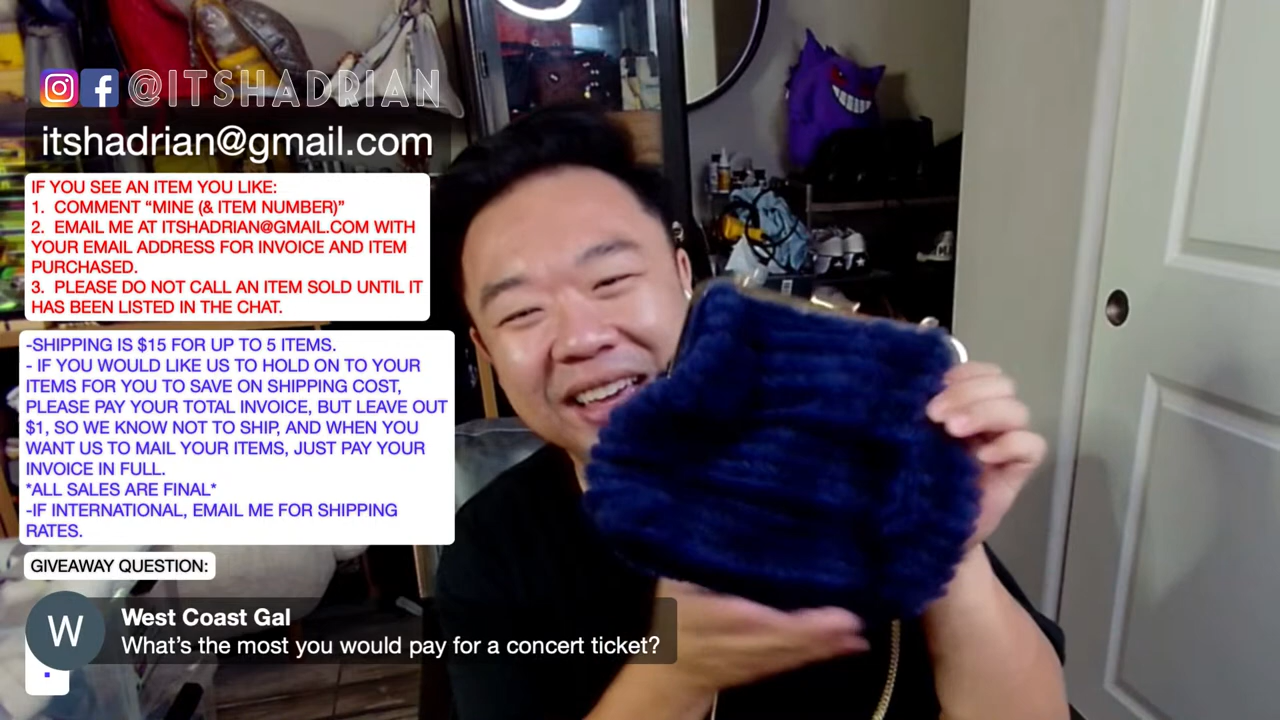 @ITSHADRIAN
itshadrian@gmail.com
IF YOU SEE AN ITEM YOU LIKE:
1. COMMENT “MINE (& ITEM NUMBER)”
2. EMAIL ME AT ITSHADRIAN@GMAIL.COM WITH
YOUR EMAIL ADDRESS FOR INVOICE AND ITEM
PURCHASED.
3. PLEASE DO NOT CALL AN ITEM SOLD UNTIL IT
HAS BEEN LISTED IN THE CHAT.
-SHIPPING IS $15 FOR UP TO 5 ITEMS.
- IF YOU WOULD LIKE US TO HOLD ON TO YOUR
ITEMS FOR YOU TO SAVE ON SHIPPING COST,
PLEASE PAY YOUR TOTAL INVOICE, BUT LEAVE OUT
$1, SO WE KNOW NOT TO SHIP, AND WHEN YOU
WANT US TO MAIL YOUR ITEMS, JUST PAY YOUR
INVOICE IN FULL.
*ALL SALES ARE FINAL*
-IF INTERNATIONAL, EMAIL ME FOR SHIPPING
RATES.
GIVEAWAY QUESTION:
W
West Coast Gal
What’s the most you would pay for a concert ticket?